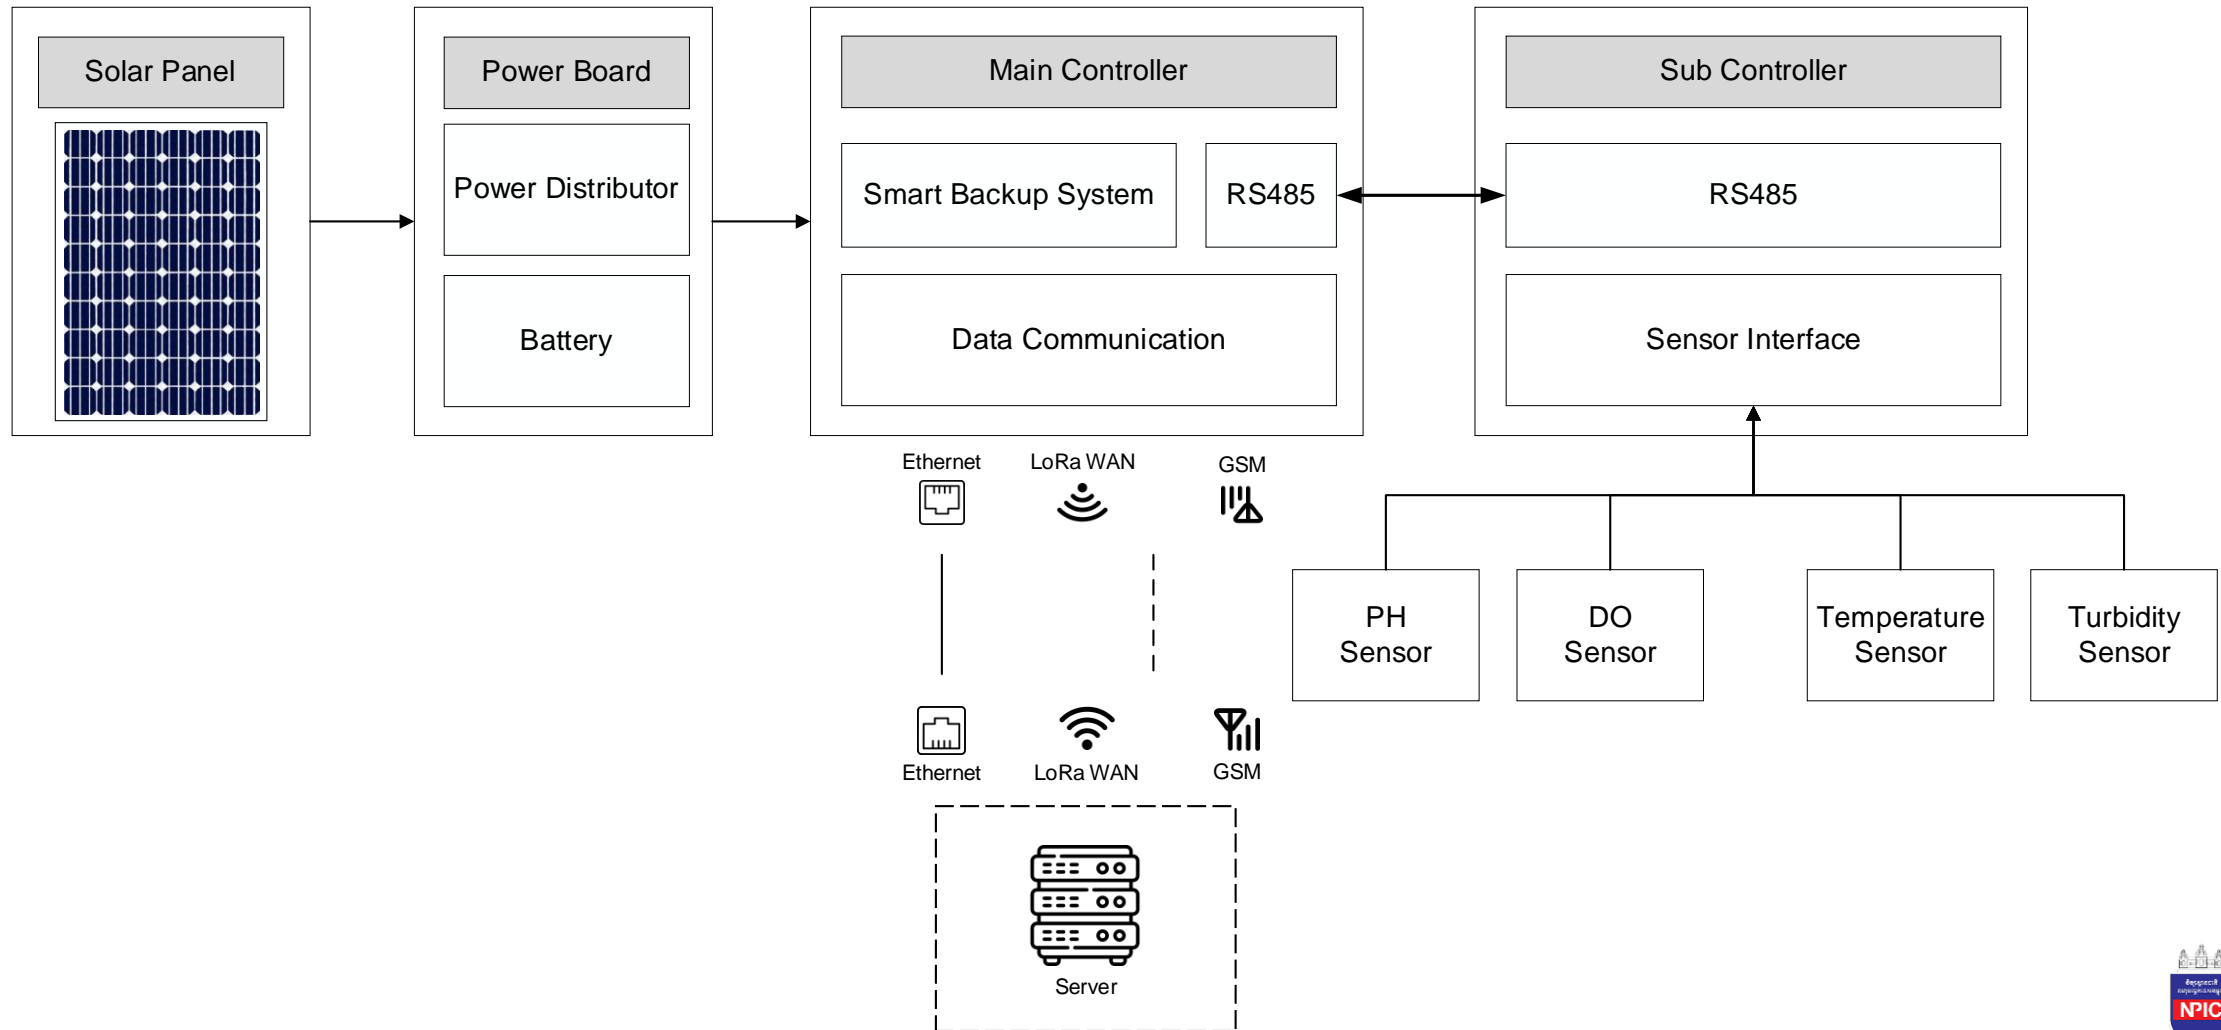 Solar Panel
Power Board
Power Distributor
Battery
Main Controller
Smart Backup System
RS485
Data Communication
Sub Controller
RS485
Sensor Interface
Ethernet
LoRa WAN
GSM
PH
Sensor
DO
Sensor
Temperature
Sensor
Turbidity
Sensor
Ethernet
LoRa WAN
GSM
Server
NPIC